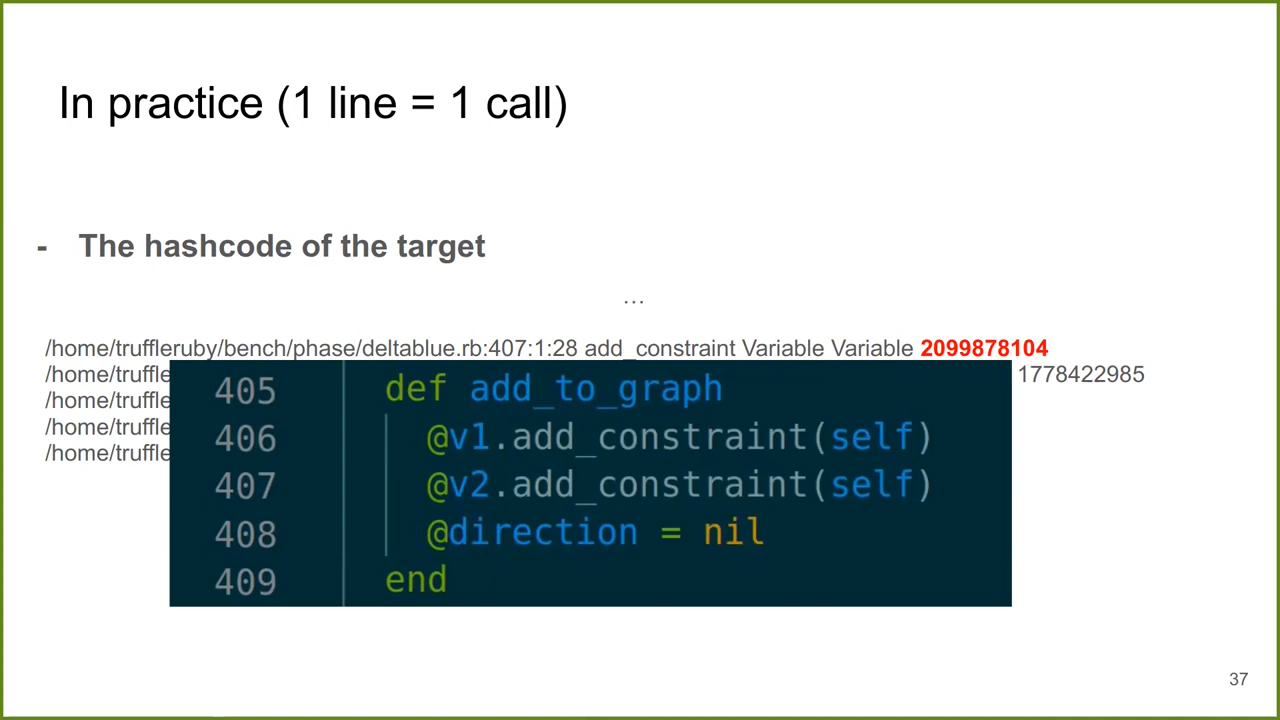 In practice (1 line = 1 call)
- The hashcode of the target
…
/home/truffleruby/bench/phase/deltablue.rb:407:1:28 add_constraint Variable Variable 2099878104
/home/truffle 1778422985
/home/truffle
/home/truffle
/home/truffle
405 def add_to_graph
406 @v1.add_constraint(self)
407 @v2.add_constraint(self)
408 @direction = nil
409 end
37